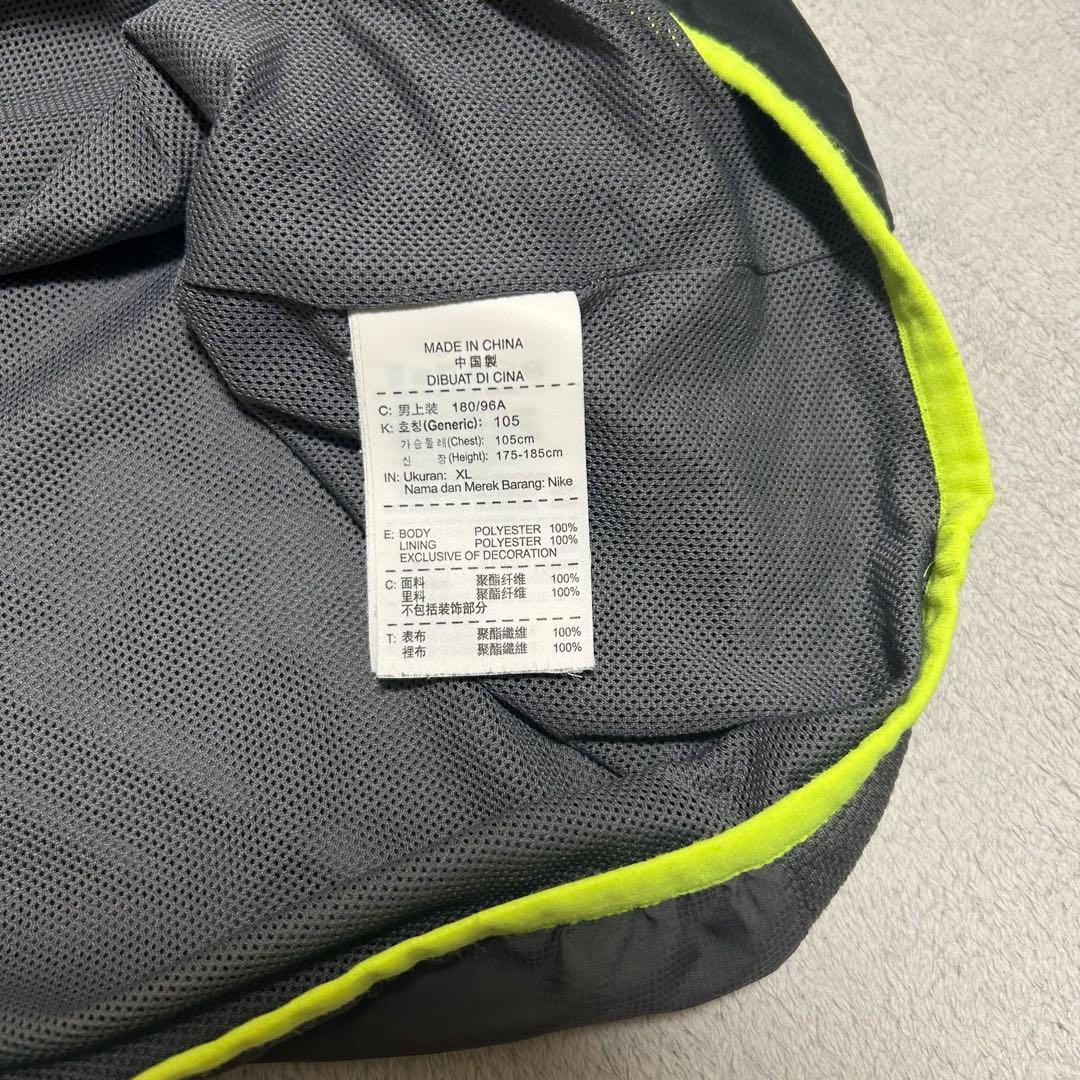 MADE IN CHINA
中国製
DIBUAT DI CINA
C: 男上装 180/96A
K: 호칭(Generic): 105
가슴둘레(Chest): 105cm
신 장(Height): 175-185cm
IN: Ukuran: XL
Nama dan Merek Barang: Nike
E; BODY POLYESTER 100%
LINING POLYESTER 100%
EXCLUSIVE OF DECORATION
C: 面料 聚酯纤维 100%
里料 聚酯纤维 100%
不包括装饰部分
T: 表布 聚酯纖維 100%
裡布 聚酯纖維 100%